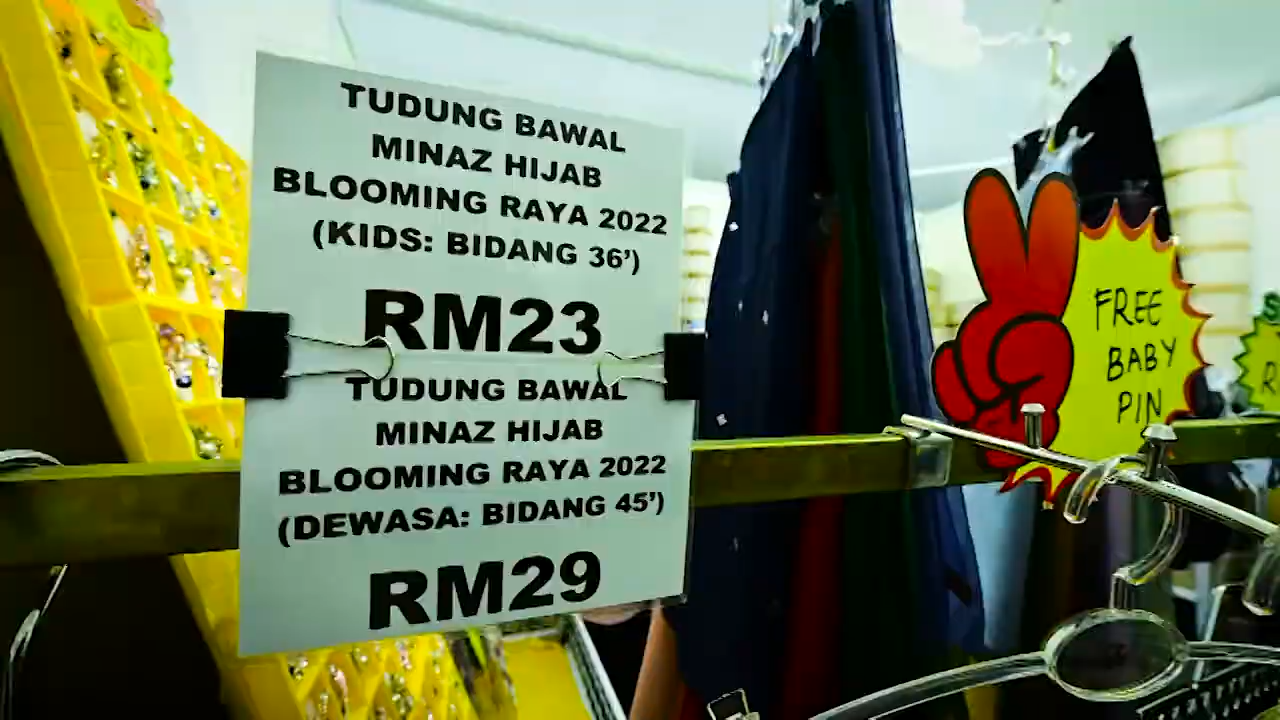 TUDUNG BAWAL
MINAZ HIJAB
BLOOMING RAYA 2022
(KIDS: BIDANG 36')
RM23
TUDUNG BAWAL
MINAZ HIJAB
BLOOMING RAYA 2022
(DEWASA: BIDANG 45')
RM29
FREE
BABY
PIN